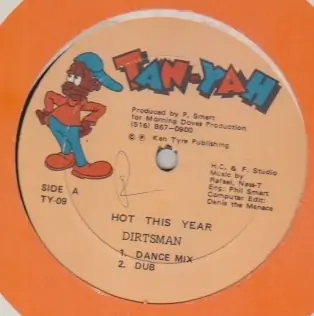 TAN-YAH
Produced by P. Smart
for Morning Doves Production
(516) 867-0900
© ℗ Ken Tyre Publishing
H.C. & F. Studio
Music by
Rafael, Nass-T
Eng: Phil Smart
Computer Edit:
Denis the Menace
SIDE A
TY-09
HOT THIS YEAR
DIRTSMAN
1. DANCE MIX
2. DUB